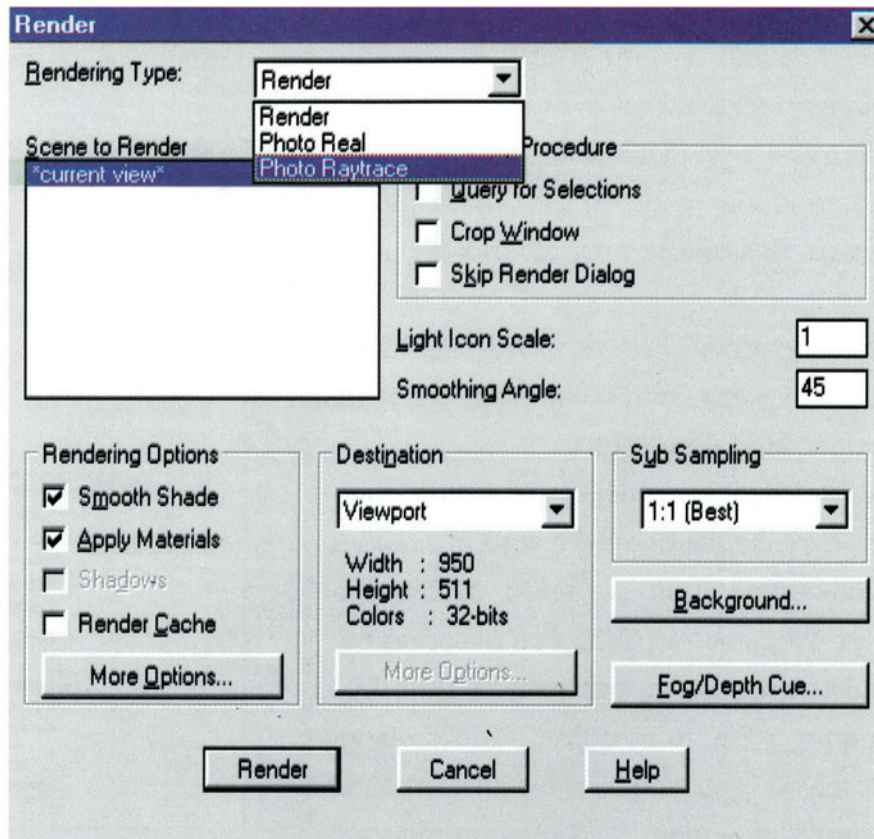 Render
Rendering Type:
Render
Render
Photo Real
Photo Raytrace
Scene to Render
*current view*
Procedure
Query for Selections
Crop Window
Skip Render Dialog
Light Icon Scale:
1
Smoothing Angle:
45
Rendering Options
Smooth Shade
Apply Materials
Shadows
Render Cache
More Options...
Destination
Viewport
Width : 950
Height : 511
Colors : 32-bits
More Options...
Sub Sampling
1:1 (Best)
Background...
Fog/Depth Cue...
Render
Cancel
Help